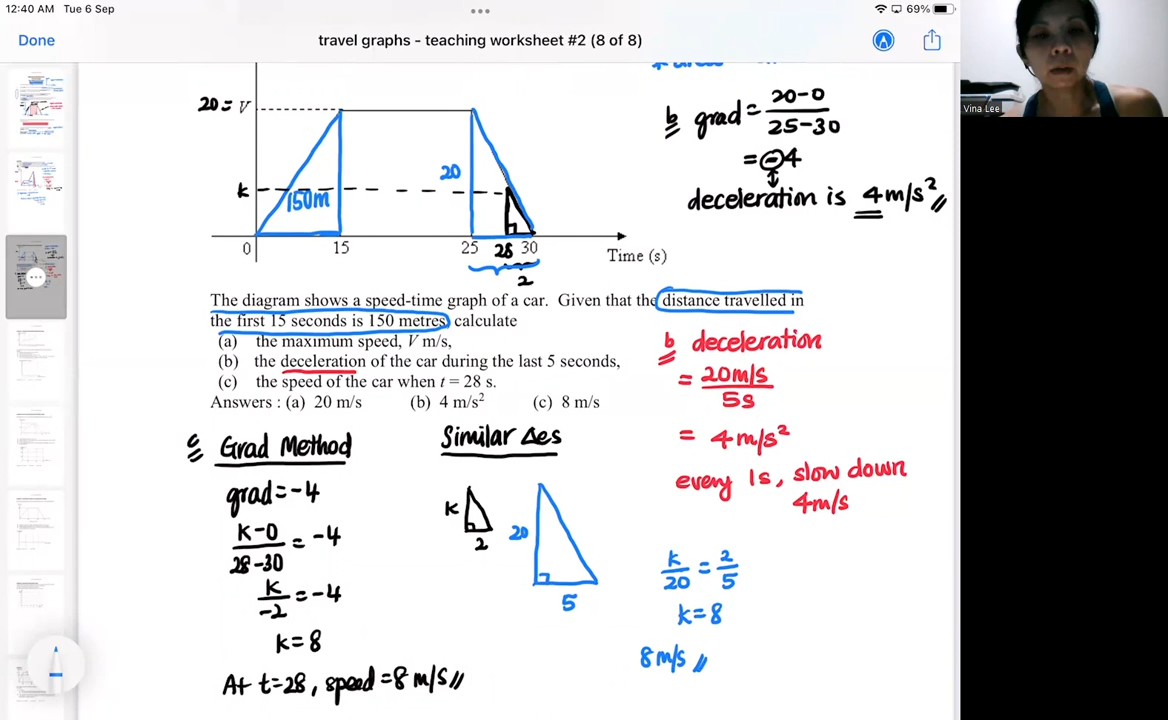 12:40 AM Tue 6 Sep
69%
Done
travel graphs - teaching worksheet #2 (8 of 8)
Vina Lee
20 = V
k
150m
20
0
15
25
28
30
Time (s)
2
b grad = 20-0 / 25-30
= -4
deceleration is 4m/s²
The diagram shows a speed-time graph of a car. Given that the distance travelled in
the first 15 seconds is 150 metres, calculate
(a) the maximum speed, V m/s,
(b) the deceleration of the car during the last 5 seconds,
(c) the speed of the car when t = 28 s.
Answers : (a) 20 m/s (b) 4 m/s² (c) 8 m/s
b deceleration
= 20m/s / 5s
= 4m/s²
every 1s, slow down
4m/s
c Grad Method
grad = -4
k-0 / 28-30 = -4
k / -2 = -4
k = 8
At t=28, speed = 8 m/s
Similar Δes
k
2
20
5
k/20 = 2/5
k = 8
8m/s